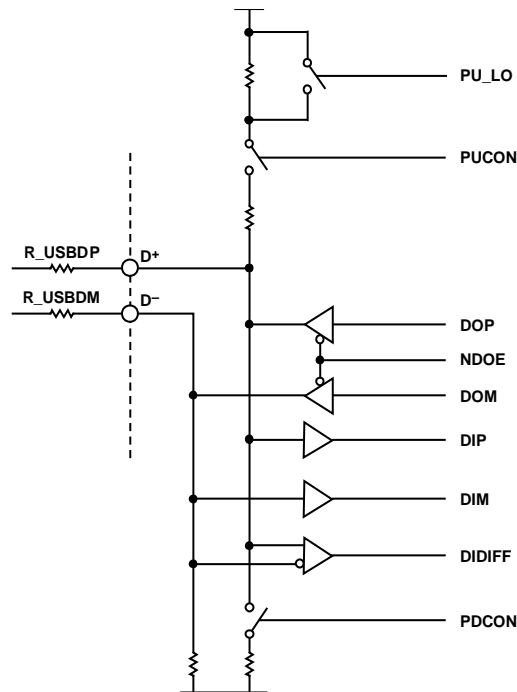 PU_LO
PUCON
R_USBDP D+
R_USBDM D−
DOP
NDOE
DOM
DIP
DIM
DIDIFF
PDCON